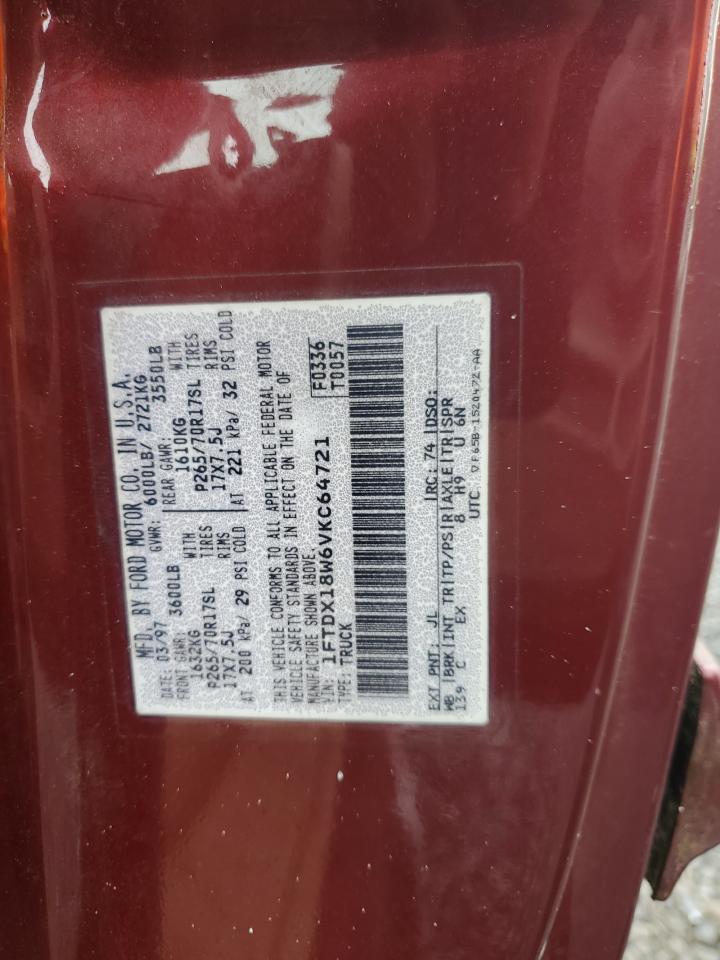 MFD. BY FORD MOTOR CO. IN U.S.A.
DATE: 03/97 GVWR: 6000LB/ 2721KG
FRONT GAWR: 3600LB REAR GAWR: 3550LB
1632KG WITH 1610KG WITH
P265/70R17SL TIRES P265/70R17SL TIRES
17X7.5J RIMS 17X7.5J RIMS
AT 200 kPa/ 29 PSI COLD AT 221 kPa/ 32 PSI COLD
THIS VEHICLE CONFORMS TO ALL APPLICABLE FEDERAL MOTOR
VEHICLE SAFETY STANDARDS IN EFFECT ON THE DATE OF
MANUFACTURE SHOWN ABOVE.
VIN: 1FTDX18W6VKC64721 F0336
TYPE: TRUCK T0057
EXT PNT: JL RC: 74 DSO:
WB BRK INT TR TP/PS R AXLE TR SPR
139 C EX 8 H9 U 6N
UTC F65B-1520472-AA